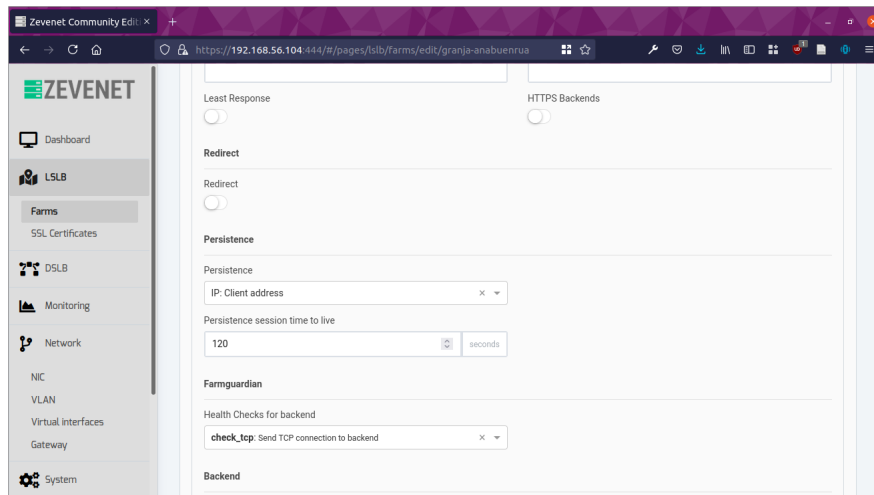 Zevenet Community Editi
https://192.168.56.104:444/#/pages/lslb/farms/edit/granja-anabuenrua
1
ZEVENET
Dashboard
LSLB
Farms
SSL Certificates
DSLB
Monitoring
Network
NIC
VLAN
Virtual interfaces
Gateway
System
Least Response
HTTPS Backends
Redirect
Redirect
Persistence
Persistence
IP: Client address
Persistence session time to live
120
seconds
Farmguardian
Health Checks for backend
check_tcp: Send TCP connection to backend
Backend